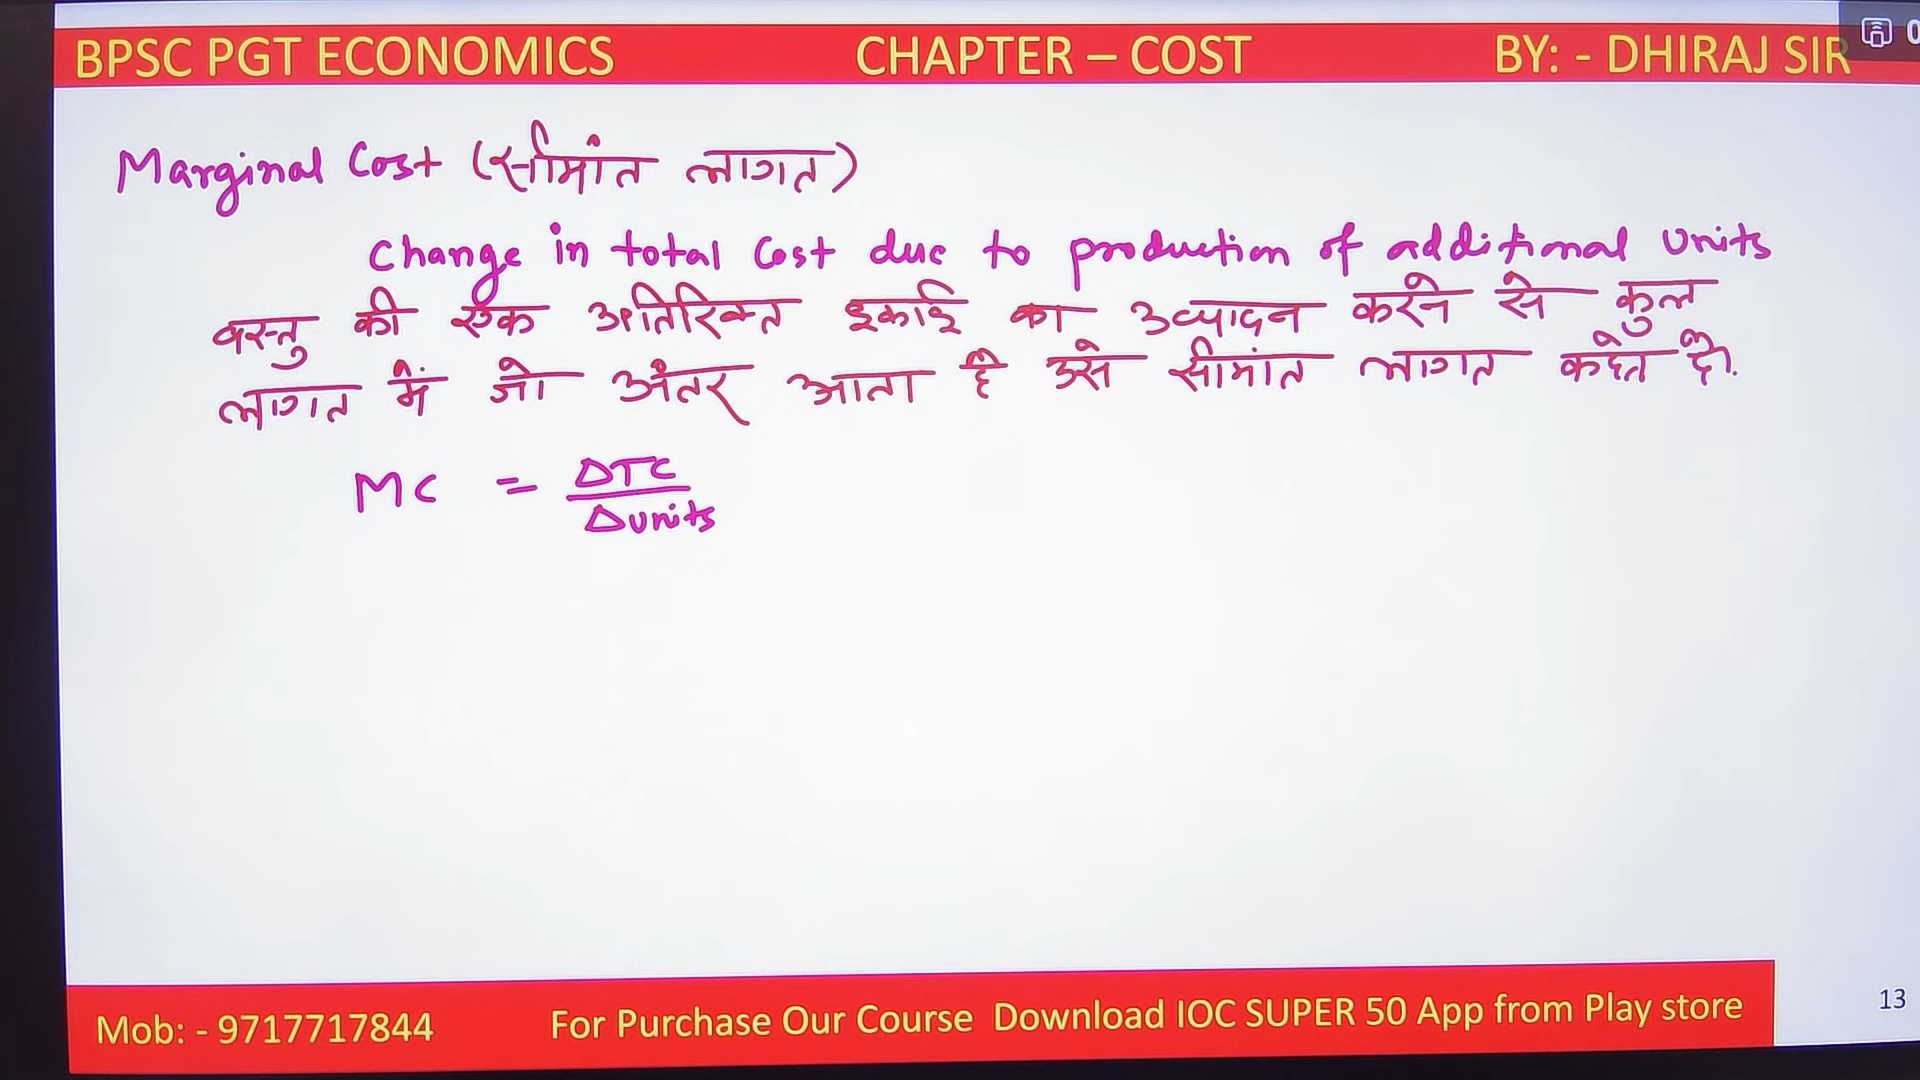 BPSC PGT ECONOMICS CHAPTER – COST BY: - DHIRAJ SIR
Marginal Cost (सीमांत लागत)
Change in total Cost due to production of additional units
वस्तु की एक अतिरिक्त इकाई का उत्पादन करने से कुल
लागत में जो अंतर आता है उसे सीमांत लागत कहते है.
MC = ΔTC / Δunits
Mob: - 9717717844 For Purchase Our Course Download IOC SUPER 50 App from Play store
13